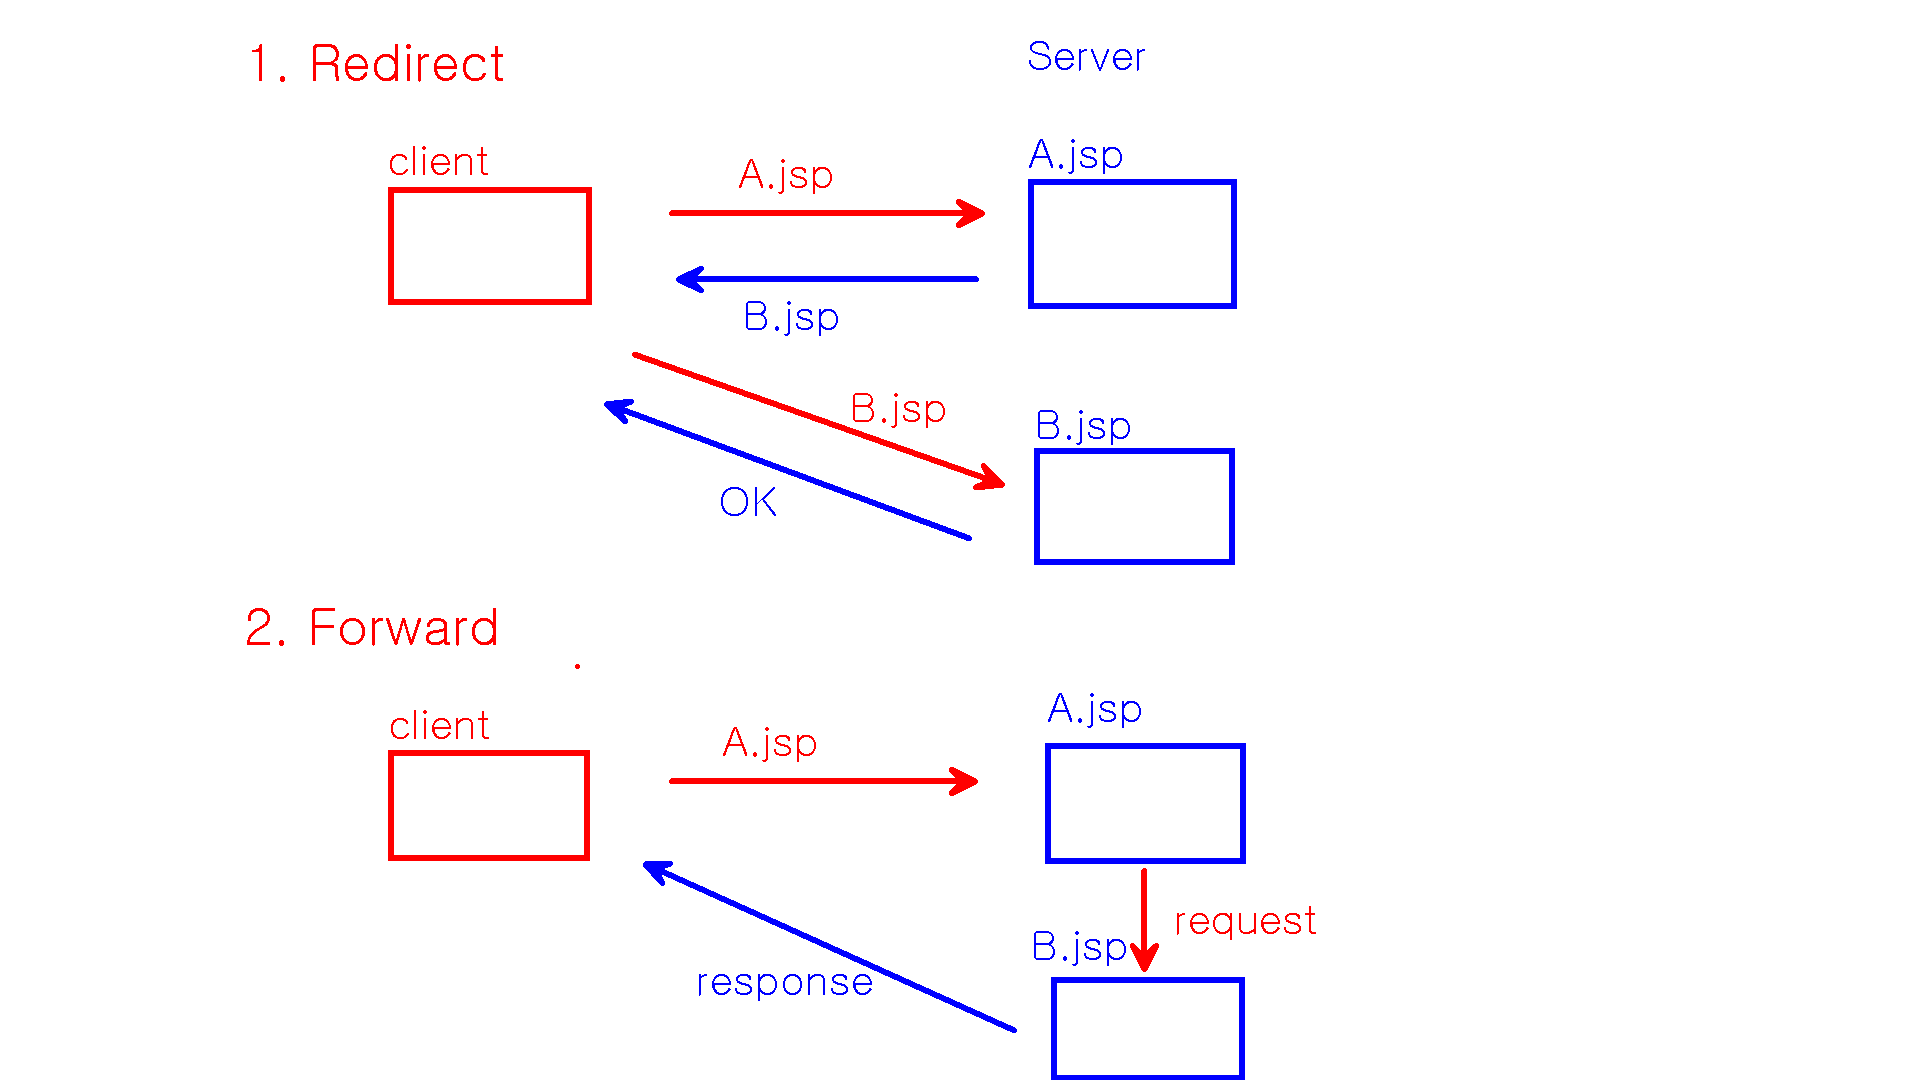 1. Redirect
Server
client
A.jsp
A.jsp
B.jsp
B.jsp
B.jsp
OK
2. Forward
client
A.jsp
A.jsp
request
B.jsp
response